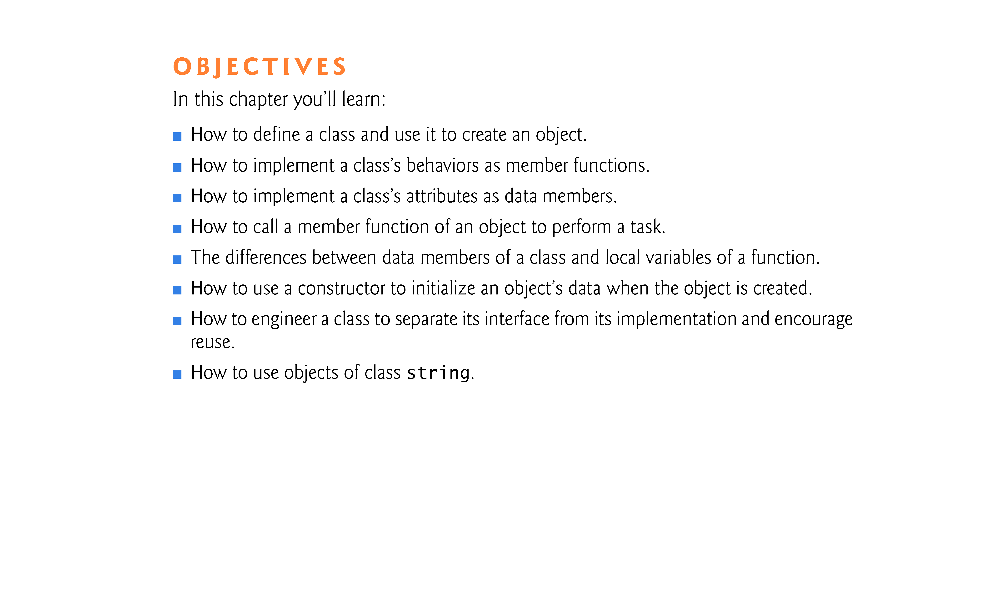 OBJECTIVES
In this chapter you’ll learn:
■ How to define a class and use it to create an object.
■ How to implement a class’s behaviors as member functions.
■ How to implement a class’s attributes as data members.
■ How to call a member function of an object to perform a task.
■ The differences between data members of a class and local variables of a function.
■ How to use a constructor to initialize an object’s data when the object is created.
■ How to engineer a class to separate its interface from its implementation and encourage
reuse.
■ How to use objects of class string.